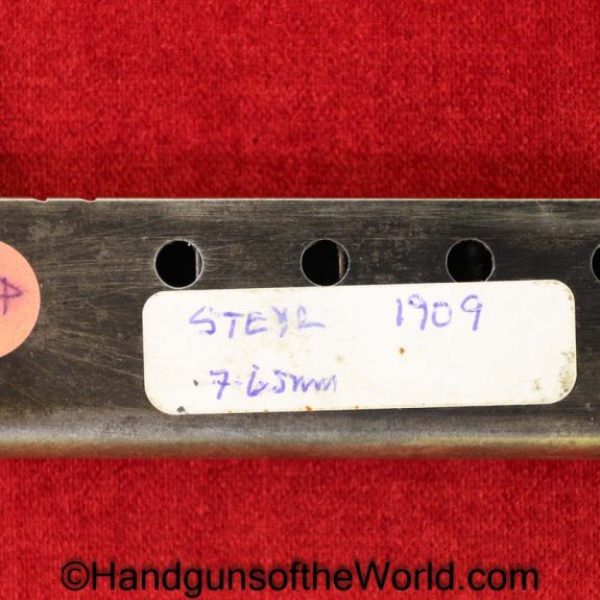 P
STEYR 1909
7.65mm
©HandgunsoftheWorld.com